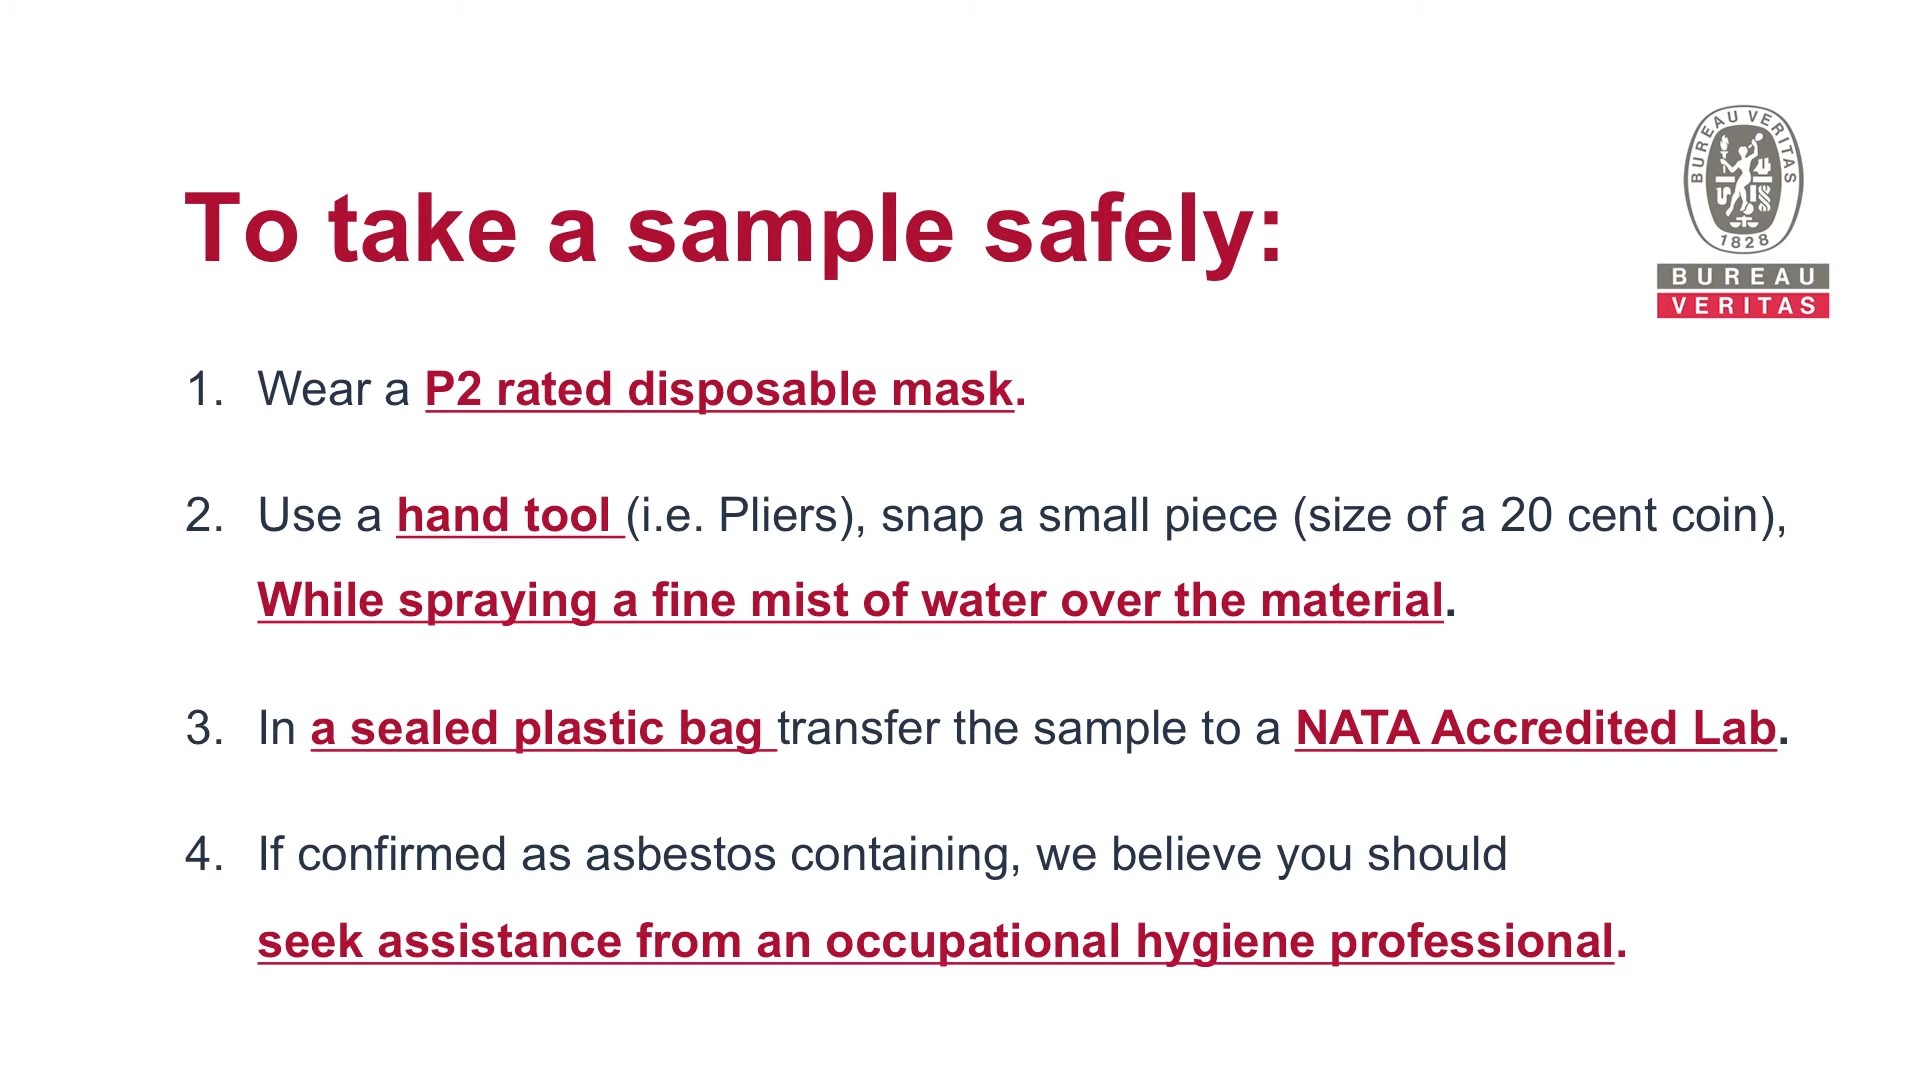 BUREAU VERITAS
1828
BUREAU
VERITAS
To take a sample safely:
1. Wear a P2 rated disposable mask.
2. Use a hand tool (i.e. Pliers), snap a small piece (size of a 20 cent coin),
While spraying a fine mist of water over the material.
3. In a sealed plastic bag transfer the sample to a NATA Accredited Lab.
4. If confirmed as asbestos containing, we believe you should
seek assistance from an occupational hygiene professional.